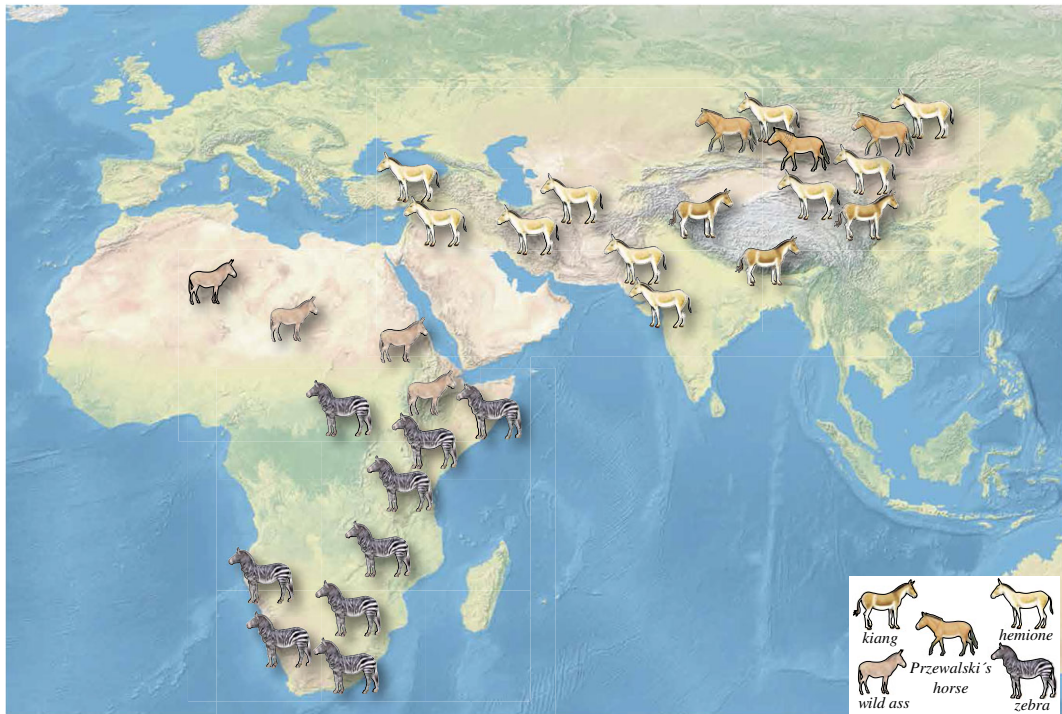 kiang
hemione
Przewalski´s
horse
wild ass
zebra